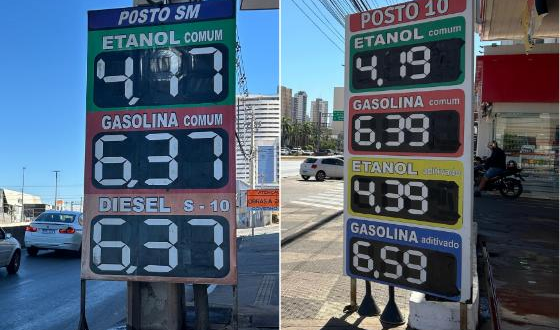 POSTO SM
ETANOL COMUM
4,17
GASOLINA COMUM
6,37
DIESEL S-10
6,37
POSTO 10
ETANOL comum
4,19
GASOLINA comum
6,39
ETANOL aditivado
4,39
GASOLINA aditivado
6,59